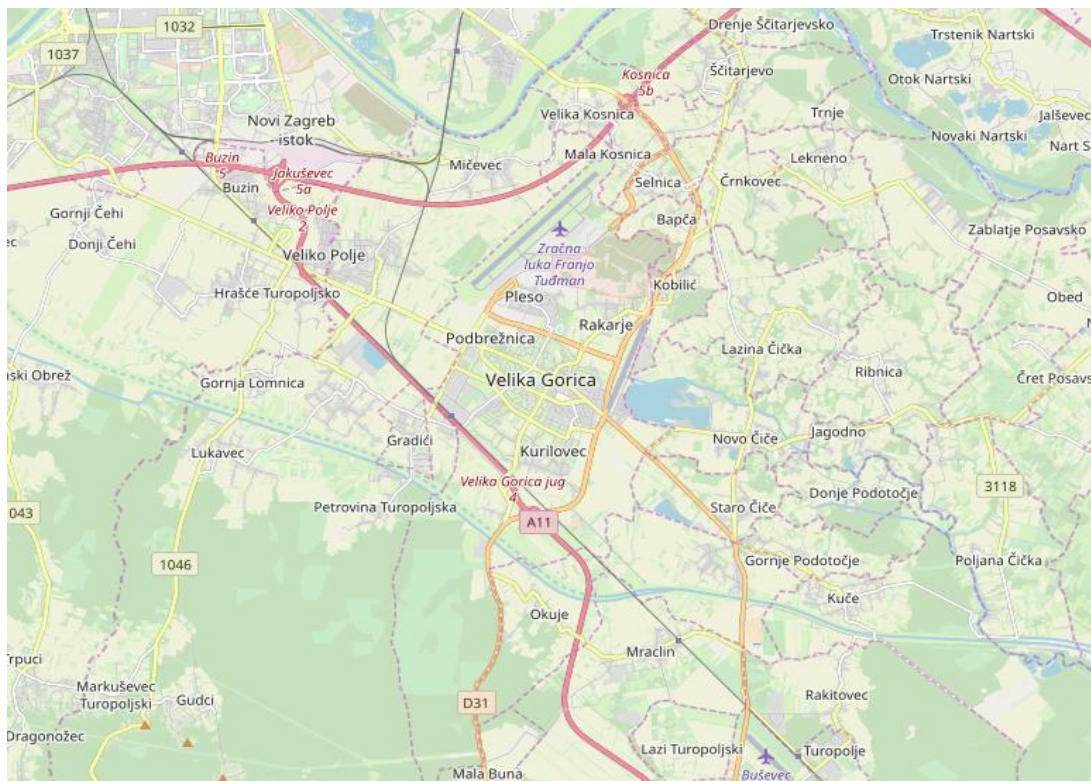 1032
Drenje Ščitarjevsko
Trstenik Nartski
1037
Kosnica
5b
Ščitarjevo
Otok Nartski
Velika Kosnica
Trnje
Jalševec
Novi Zagreb
istok
Novaki Nartski
Nart
Buzin
5
Jakuševec
5a
Mičevec
Mala Kosnica
Lekneno
Buzin
Selnica
Črnkovec
Gornji Čehi
Veliko Polje
2
Bapča
Zablatje Posavsko
Donji Čehi
Veliko Polje
Zračna
luka Franjo
Tuđman
Kobilić
Hrašće Turopoljsko
Pleso
Obed
Rakarje
Podbrežnica
Lazina Čička
Velika Gorica
Ribnica
Obrež
Gornja Lomnica
Čret Posavs
Gradići
Novo Čiče
Jagodno
Lukavec
Kurilovec
Velika Gorica jug
4
3118
Donje Podotočje
Petrovina Turopoljska
Staro Čiče
043
A11
1046
Gornje Podotočje
Poljana Čička
Kuče
Okuje
Mraclin
Trpuci
Markuševec
Turopoljski
Gudci
D31
Rakitovec
Dragonožec
Lazi Turopoljski
Turopolje
Mala Buna
Buševec